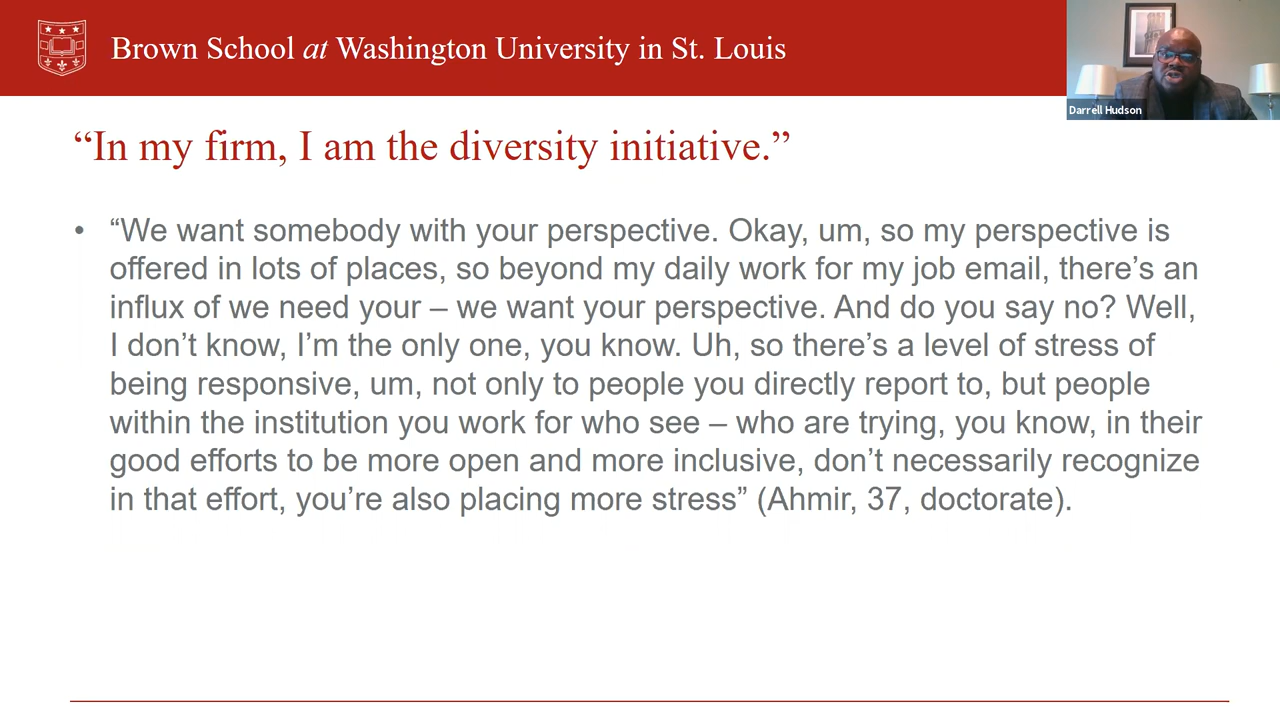 Brown School at Washington University in St. Louis
Darrell Hudson
“In my firm, I am the diversity initiative.”
• “We want somebody with your perspective. Okay, um, so my perspective is
offered in lots of places, so beyond my daily work for my job email, there’s an
influx of we need your – we want your perspective. And do you say no? Well,
I don’t know, I’m the only one, you know. Uh, so there’s a level of stress of
being responsive, um, not only to people you directly report to, but people
within the institution you work for who see – who are trying, you know, in their
good efforts to be more open and more inclusive, don’t necessarily recognize
in that effort, you’re also placing more stress” (Ahmir, 37, doctorate).